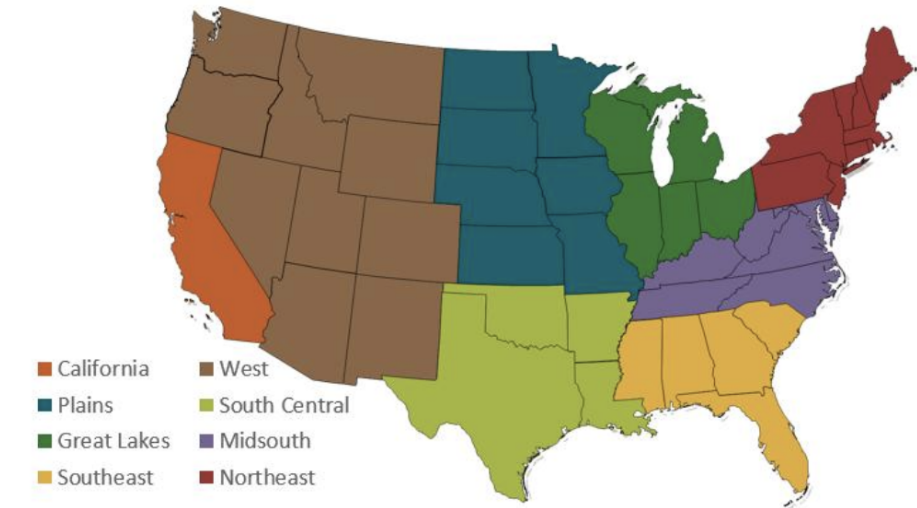 California West
Plains South Central
Great Lakes Midsouth
Southeast Northeast